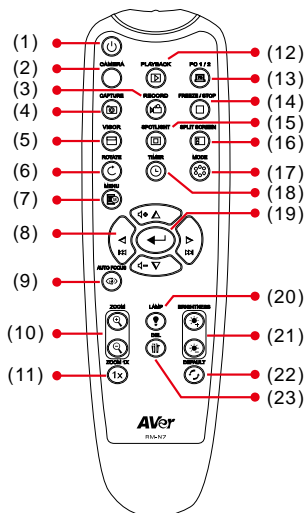 (1)
PLAYBACK
PC 1 / 2
(12)
(2)
CAMERA
(13)
(3)
CAPTURE
RECORD
FREEZE / STOP
(14)
(4)
(15)
VISOR
SPOTLIGHT
SPLIT SCREEN
(5)
(16)
ROTATE
TIMER
MODE
(6)
(17)
MENU
(18)
(7)
(19)
(8)
AUTO FOCUS
(9)
(20)
ZOOM
LAMP
BRIGHTNESS
(10)
(21)
ZOOM 1X
DEL
DEFAULT
(11)
1x
(22)
(23)
AVer
RM-N7